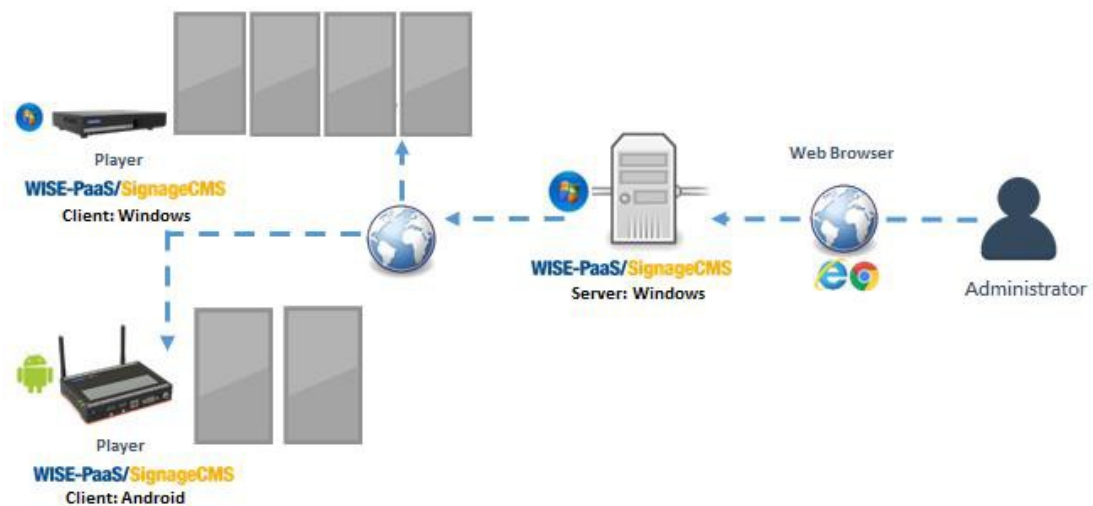 Player
WISE-PaaS/SignageCMS
Client: Windows
Web Browser
WISE-PaaS/SignageCMS
Server: Windows
Administrator
Player
WISE-PaaS/SignageCMS
Client: Android